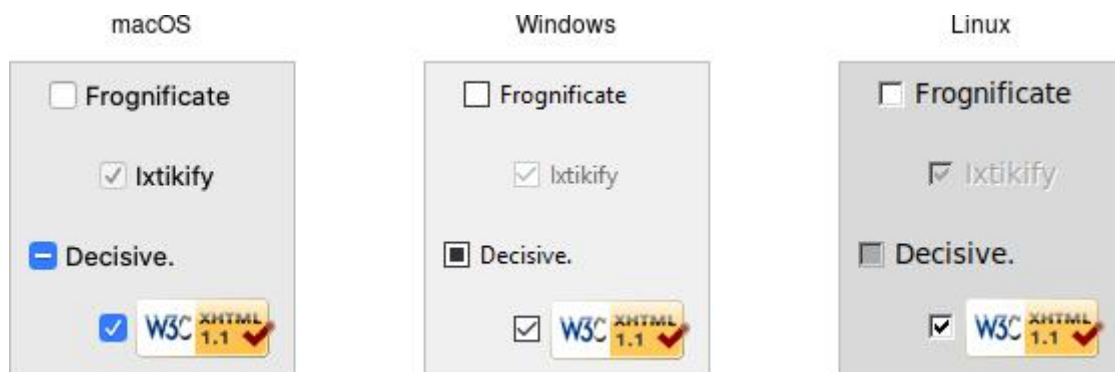 macOS
Windows
Linux
Frognificate
Frognificate
Frognificate
Ixtikify
Ixtikify
Ixtikify
Decisive.
Decisive.
Decisive.
W3C XHTML 1.1
W3C XHTML 1.1
W3C XHTML 1.1